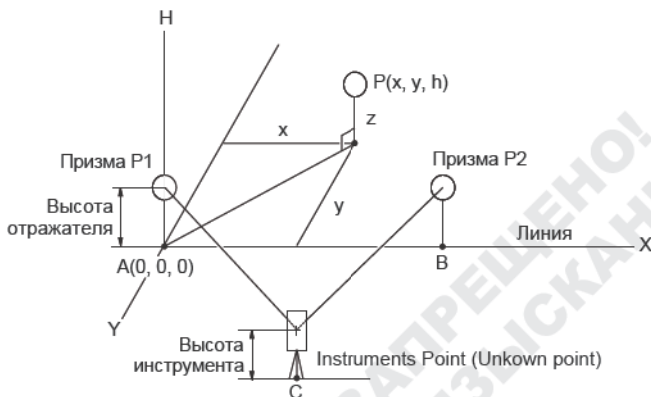 H
P(x, y, h)
x
z
Призма P1
Призма P2
Высота
отражателя
y
Линия
X
A(0, 0, 0)
B
Y
Высота
инструмента
Instruments Point (Unkown point)
C
ЗАПРЕЩЕНО!